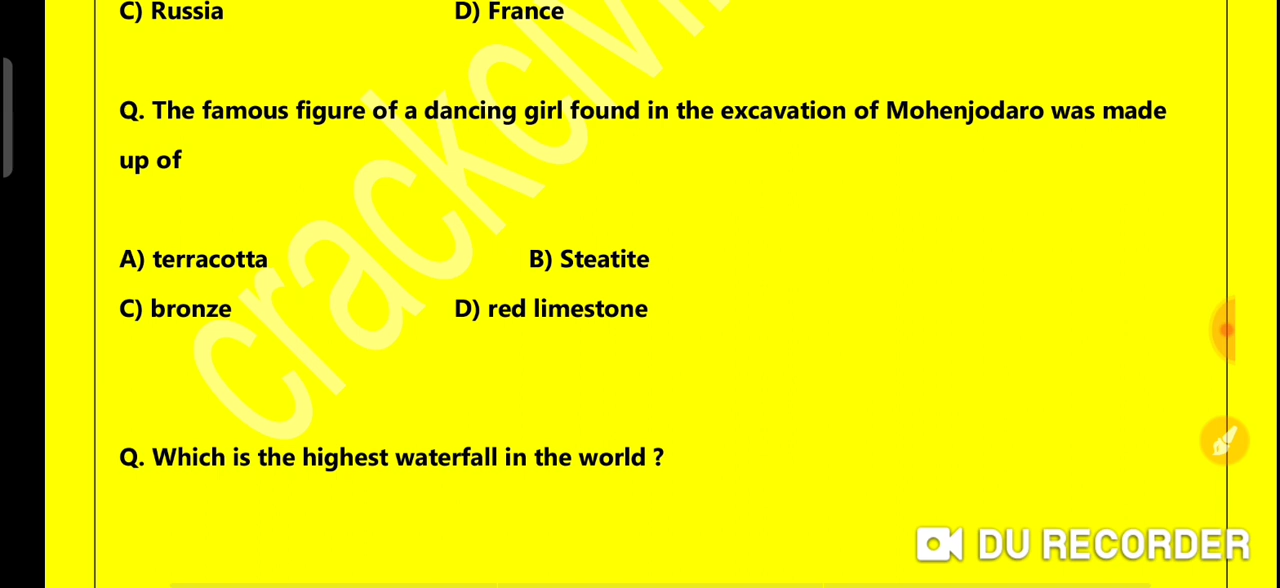 C) Russia D) France
Q. The famous figure of a dancing girl found in the excavation of Mohenjodaro was made
up of
A) terracotta B) Steatite
C) bronze D) red limestone
Q. Which is the highest waterfall in the world ?
DU RECORDER